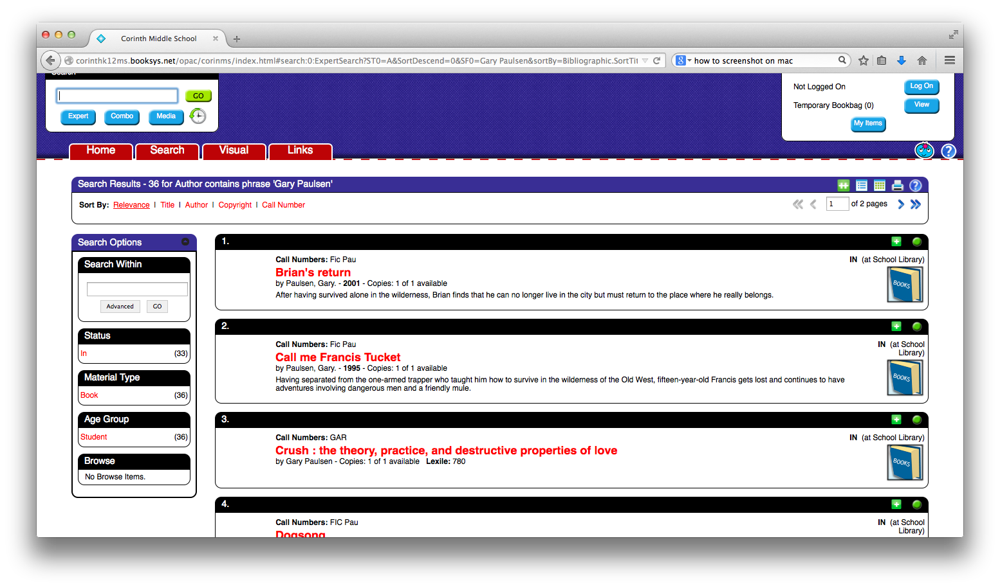 Corinth Middle School
corinthk12ms.booksys.net/opac/corinms/index.html#search:0:ExpertSearch?ST0=A&SortDescend=0&SF0=Gary Paulsen&sortBy=Bibliographic.SortTit
how to screenshot on mac
Search
GO
Expert Combo Media
Not Logged On Log On
Temporary Bookbag (0) View
My Items
Home Search Visual Links
Search Results - 36 for Author contains phrase 'Gary Paulsen'
Sort By: Relevance | Title | Author | Copyright | Call Number
1 of 2 pages
Search Options
Search Within
Advanced GO
Status
In (33)
Material Type
Book (36)
Age Group
Student (36)
Browse
No Browse Items.
1.
Call Numbers: Fic Pau
IN (at School Library)
Brian's return
by Paulsen, Gary. - 2001 - Copies: 1 of 1 available
After having survived alone in the wilderness, Brian finds that he can no longer live in the city but must return to the place where he really belongs.
BOOKS
2.
Call Numbers: Fic Pau
IN (at School
Library)
Call me Francis Tucket
by Paulsen, Gary. - 1995 - Copies: 1 of 1 available
Having separated from the one-armed trapper who taught him how to survive in the wilderness of the Old West, fifteen-year-old Francis gets lost and continues to have
adventures involving dangerous men and a friendly mule.
BOOKS
3.
Call Numbers: GAR
IN (at School Library)
Crush : the theory, practice, and destructive properties of love
by Gary Paulsen - Copies: 1 of 1 available Lexile: 780
BOOKS
4.
Call Numbers: FIC Pau
IN (at School
Library)
Dogsong